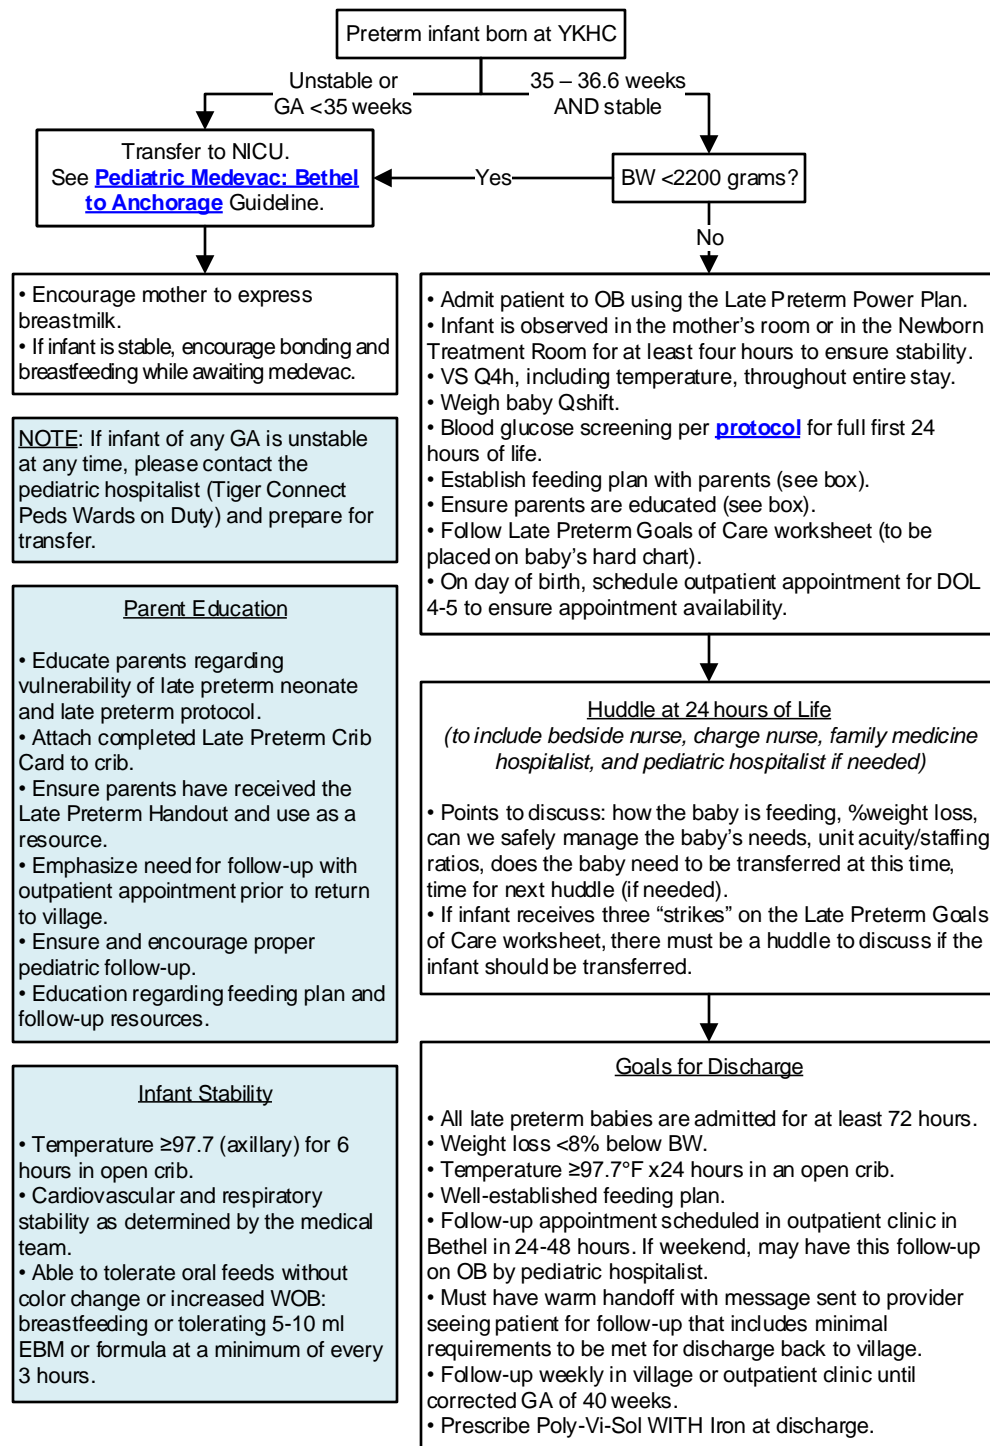 Preterm infant born at YKHC
Unstable or
GA <35 weeks
35 – 36.6 weeks
AND stable
Transfer to NICU.
See Pediatric Medevac: Bethel
to Anchorage Guideline.
Yes
BW <2200 grams?
No
• Encourage mother to express
breastmilk.
• If infant is stable, encourage bonding and
breastfeeding while awaiting medevac.
NOTE: If infant of any GA is unstable
at any time, please contact the
pediatric hospitalist (Tiger Connect
Peds Wards on Duty) and prepare for
transfer.
Parent Education
• Educate parents regarding
vulnerability of late preterm neonate
and late preterm protocol.
• Attach completed Late Preterm Crib
Card to crib.
• Ensure parents have received the
Late Preterm Handout and use as a
resource.
• Emphasize need for follow-up with
outpatient appointment prior to return
to village.
• Ensure and encourage proper
pediatric follow-up.
• Education regarding feeding plan and
follow-up resources.
Infant Stability
• Temperature ≥97.7 (axillary) for 6
hours in open crib.
• Cardiovascular and respiratory
stability as determined by the medical
team.
• Able to tolerate oral feeds without
color change or increased WOB:
breastfeeding or tolerating 5-10 ml
EBM or formula at a minimum of every
3 hours.
• Admit patient to OB using the Late Preterm Power Plan.
• Infant is observed in the mother’s room or in the Newborn
Treatment Room for at least four hours to ensure stability.
• VS Q4h, including temperature, throughout entire stay.
• Weigh baby Qshift.
• Blood glucose screening per protocol for full first 24
hours of life.
• Establish feeding plan with parents (see box).
• Ensure parents are educated (see box).
• Follow Late Preterm Goals of Care worksheet (to be
placed on baby’s hard chart).
• On day of birth, schedule outpatient appointment for DOL
4-5 to ensure appointment availability.
Huddle at 24 hours of Life
(to include bedside nurse, charge nurse, family medicine
hospitalist, and pediatric hospitalist if needed)
• Points to discuss: how the baby is feeding, %weight loss,
can we safely manage the baby’s needs, unit acuity/staffing
ratios, does the baby need to be transferred at this time,
time for next huddle (if needed).
• If infant receives three “strikes” on the Late Preterm Goals
of Care worksheet, there must be a huddle to discuss if the
infant should be transferred.
Goals for Discharge
• All late preterm babies are admitted for at least 72 hours.
• Weight loss <8% below BW.
• Temperature ≥97.7°F x24 hours in an open crib.
• Well-established feeding plan.
• Follow-up appointment scheduled in outpatient clinic in
Bethel in 24-48 hours. If weekend, may have this follow-up
on OB by pediatric hospitalist.
• Must have warm handoff with message sent to provider
seeing patient for follow-up that includes minimal
requirements to be met for discharge back to village.
• Follow-up weekly in village or outpatient clinic until
corrected GA of 40 weeks.
• Prescribe Poly-Vi-Sol WITH Iron at discharge.